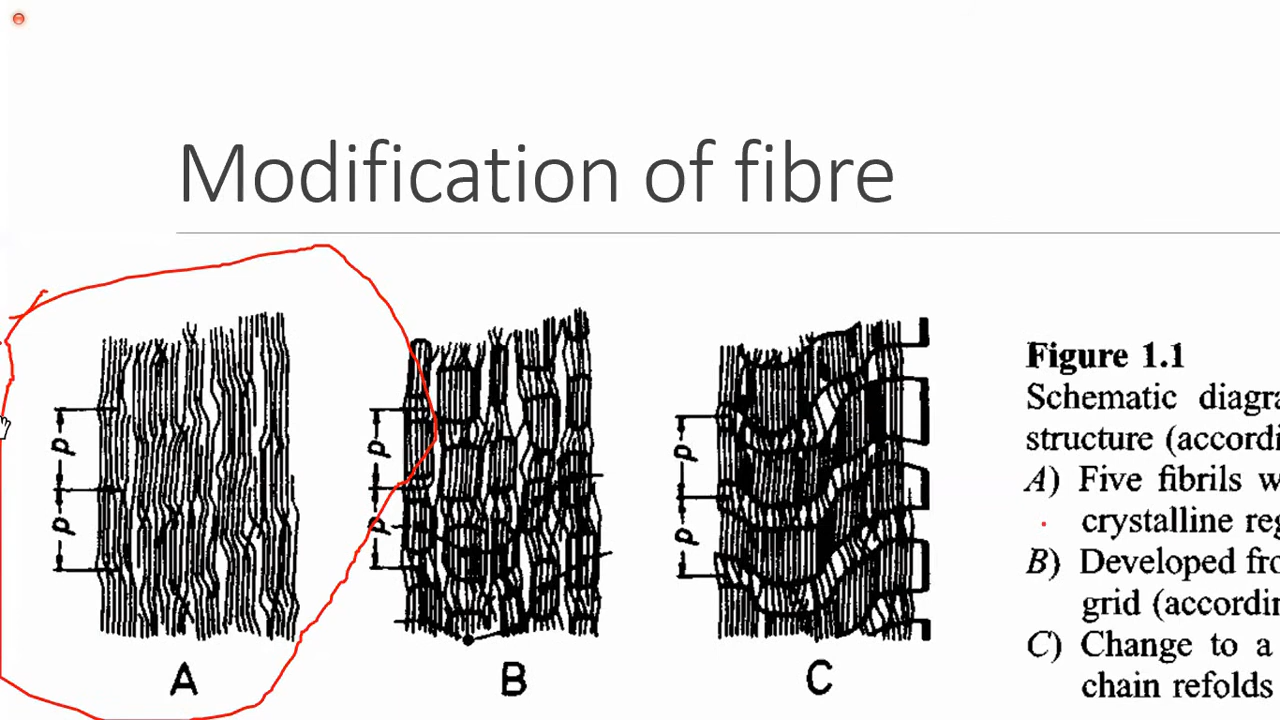 Modification of fibre
p
p
A
p
p
B
p
p
C
Figure 1.1
Schematic
structure
A) Five fibrils
crystalline
B) Developed
grid
C) Change to a
chain refolds